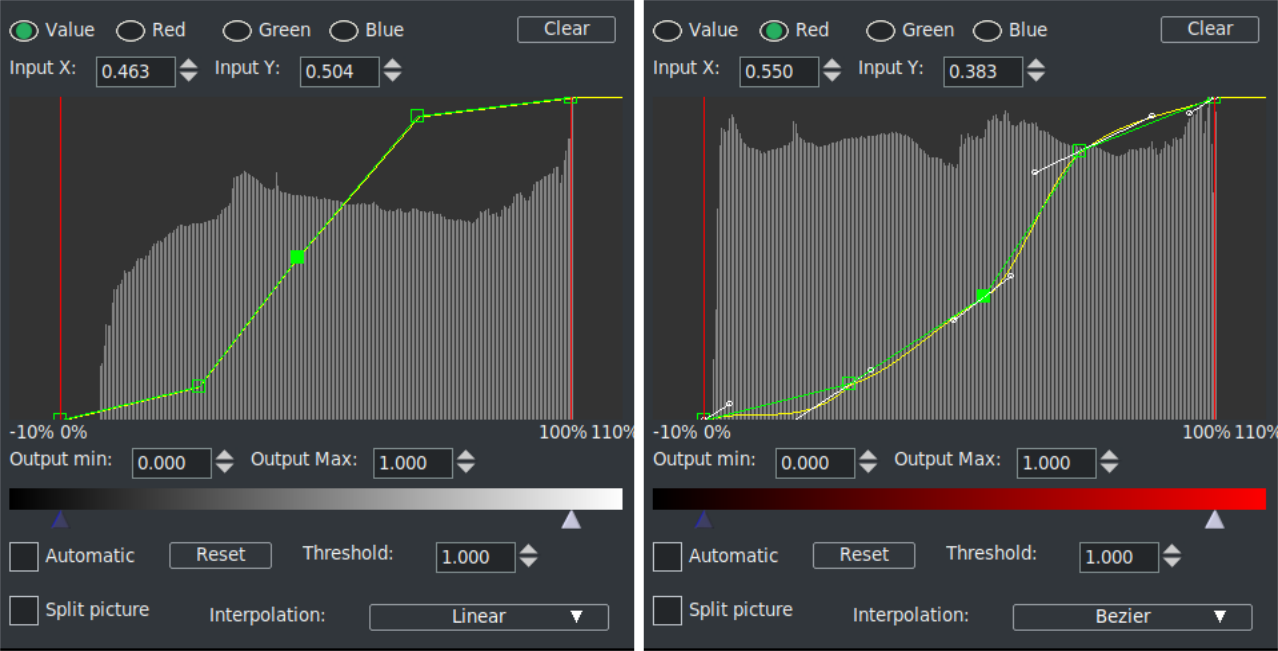 Value Red Green Blue Clear
Input X: 0.463 Input Y: 0.504
-10% 0% 100% 110%
Output min: 0.000 Output Max: 1.000
Automatic Reset Threshold: 1.000
Split picture Interpolation: Linear
Value Red Green Blue Clear
Input X: 0.550 Input Y: 0.383
-10% 0% 100% 110%
Output min: 0.000 Output Max: 1.000
Automatic Reset Threshold: 1.000
Split picture Interpolation: Bezier